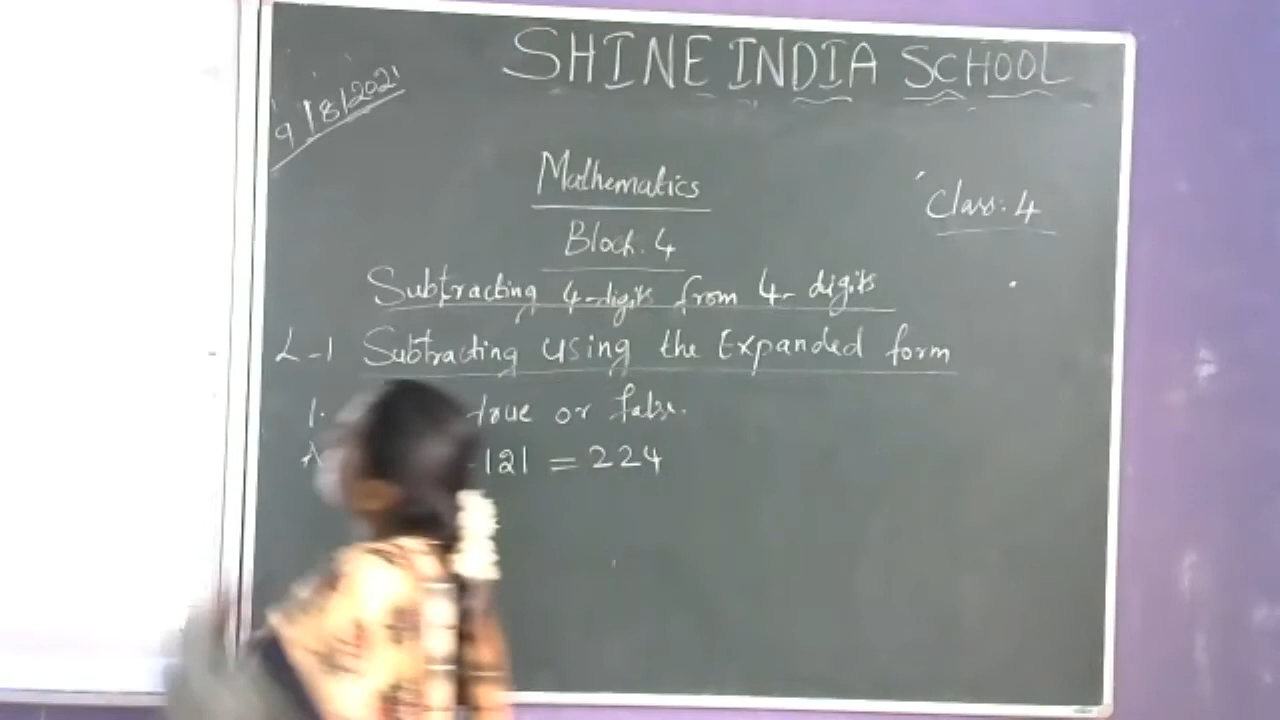 SHINE INDIA SCHOOL
9/8/2021
Mathematics
Class: 4
Block. 4
Subtracting 4-digits from 4-digits
L-1 Subtracting using the Expanded form
1. true or false.
-121 = 224